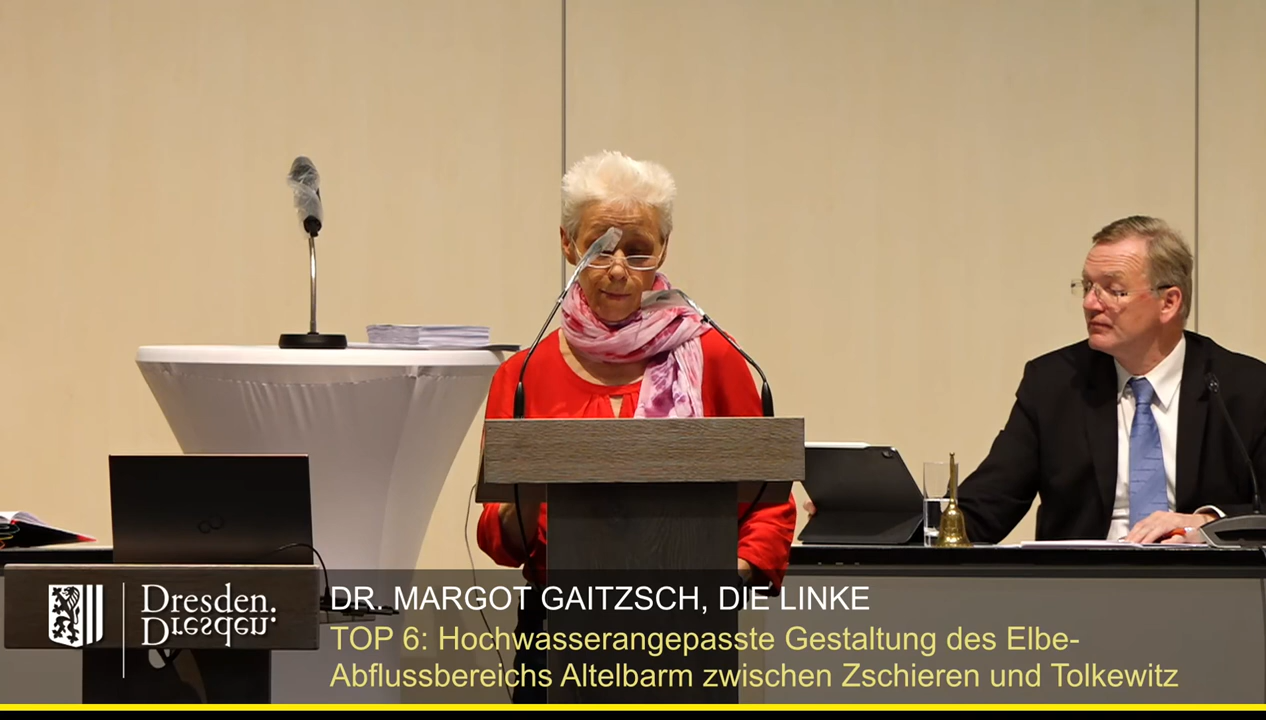 Dresden.
Dresden.
DR. MARGOT GAITZSCH, DIE LINKE
TOP 6: Hochwasserangepasste Gestaltung des Elbe-
Abflussbereichs Altelbarm zwischen Zschieren und Tolkewitz